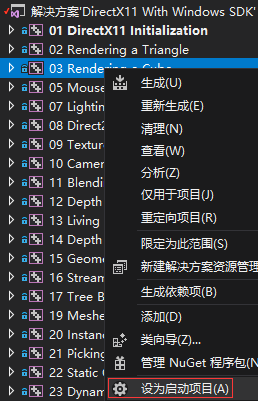 解决方案'DirectX11 With Windows SDK'
01 DirectX11 Initialization
02 Rendering a Triangle
03 Rendering a Cube
05 Mouse
07 Lightin
08 Direct2
09 Textur
10 Camer
11 Blendi
12 Depth
13 Living
14 Depth
15 Geome
16 Stream
17 Tree B
19 Meshe
20 Instan
21 Picking
22 Static C
23 Dynam
生成(U)
重新生成(E)
清理(N)
查看(W)
分析(Z)
仅用于项目(J)
重定向项目(R)
限定为此范围(S)
新建解决方案资源管理
生成依赖项(B)
添加(D)
类向导(Z)...
管理 NuGet 程序包(N
设为启动项目(A)